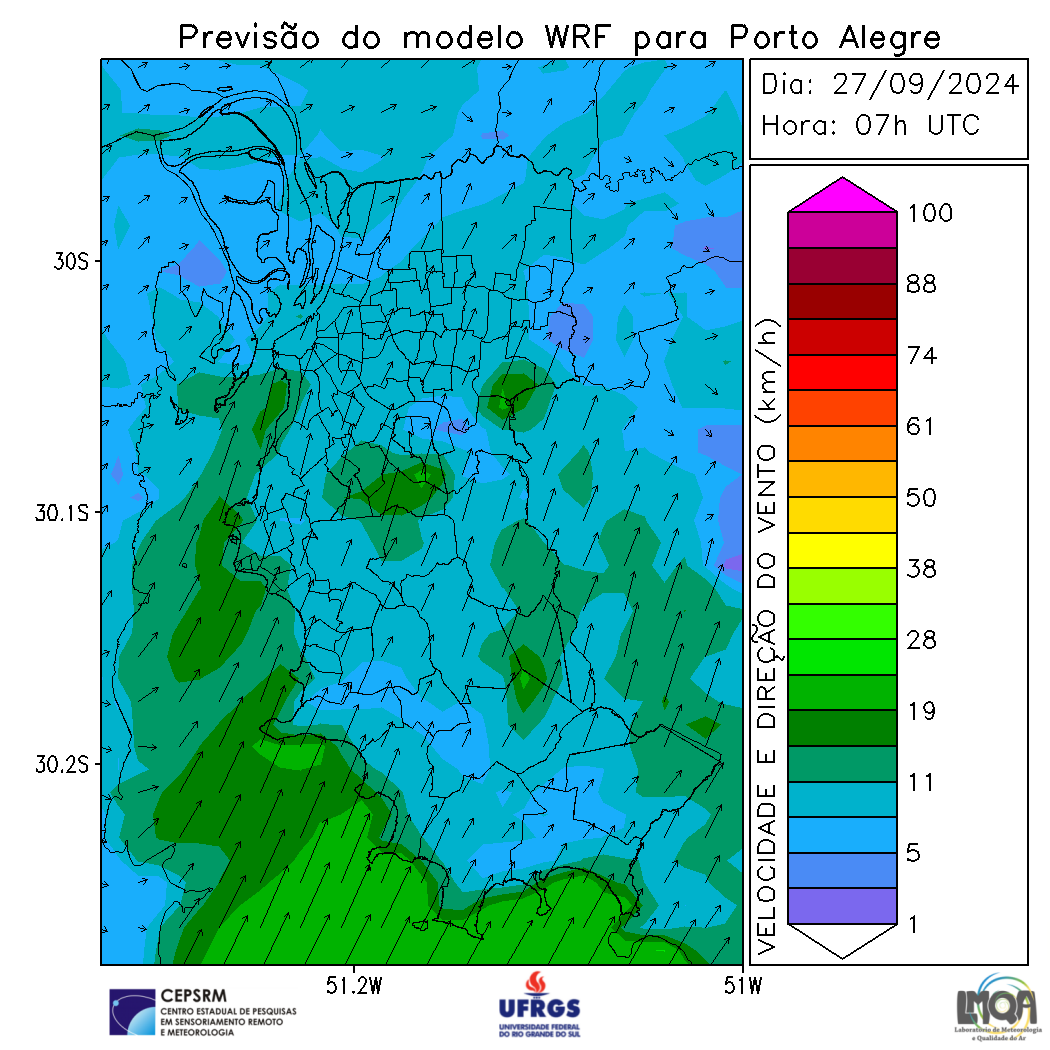 Previsão do modelo WRF para Porto Alegre
Dia: 27/09/2024
Hora: 07h UTC
30S
30.1S
30.2S
51.2W
51W
VELOCIDADE E DIREÇÃO DO VENTO (km/h)
100
88
74
61
50
38
28
19
11
5
1
CEPSRM
CENTRO ESTADUAL DE PESQUISAS
EM SENSORIAMENTO REMOTO
E METEOROLOGIA
UFRGS
UNIVERSIDADE FEDERAL
DO RIO GRANDE DO SUL
LMQA
Laboratório de Meteorologia
e Qualidade do Ar